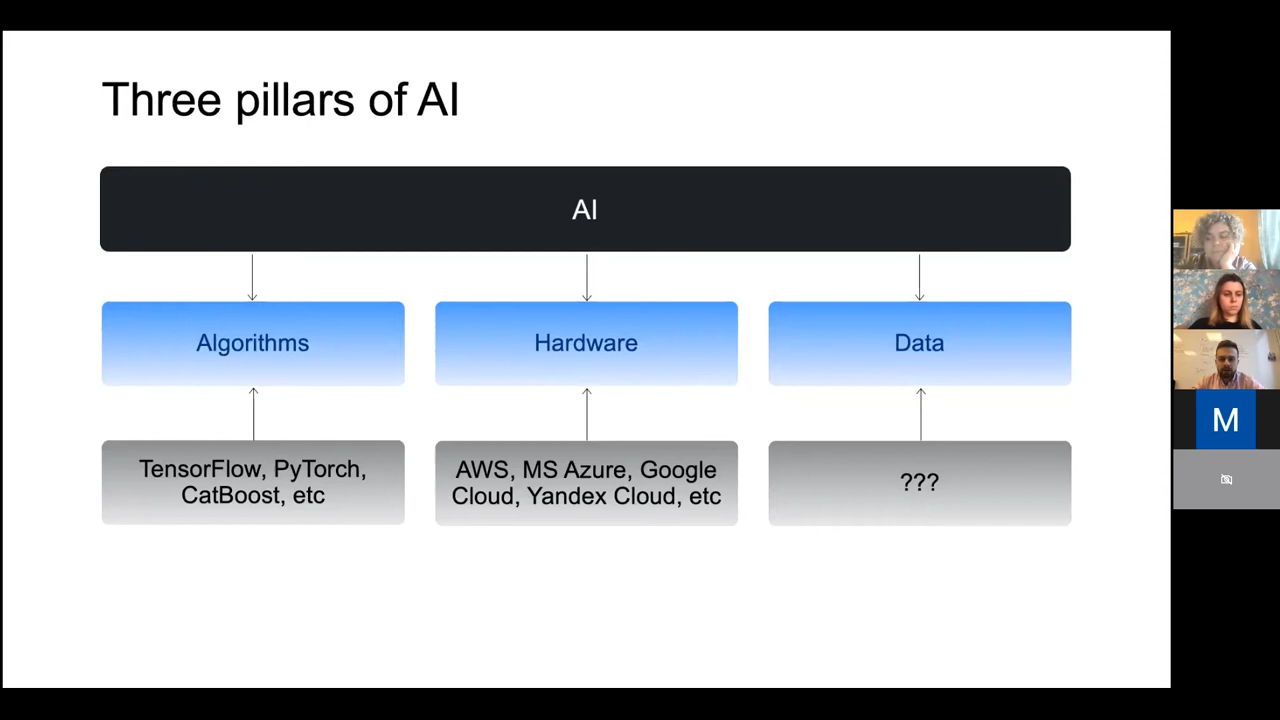 Three pillars of AI
AI
Algorithms
Hardware
Data
TensorFlow, PyTorch,
CatBoost, etc
AWS, MS Azure, Google
Cloud, Yandex Cloud, etc
???
M